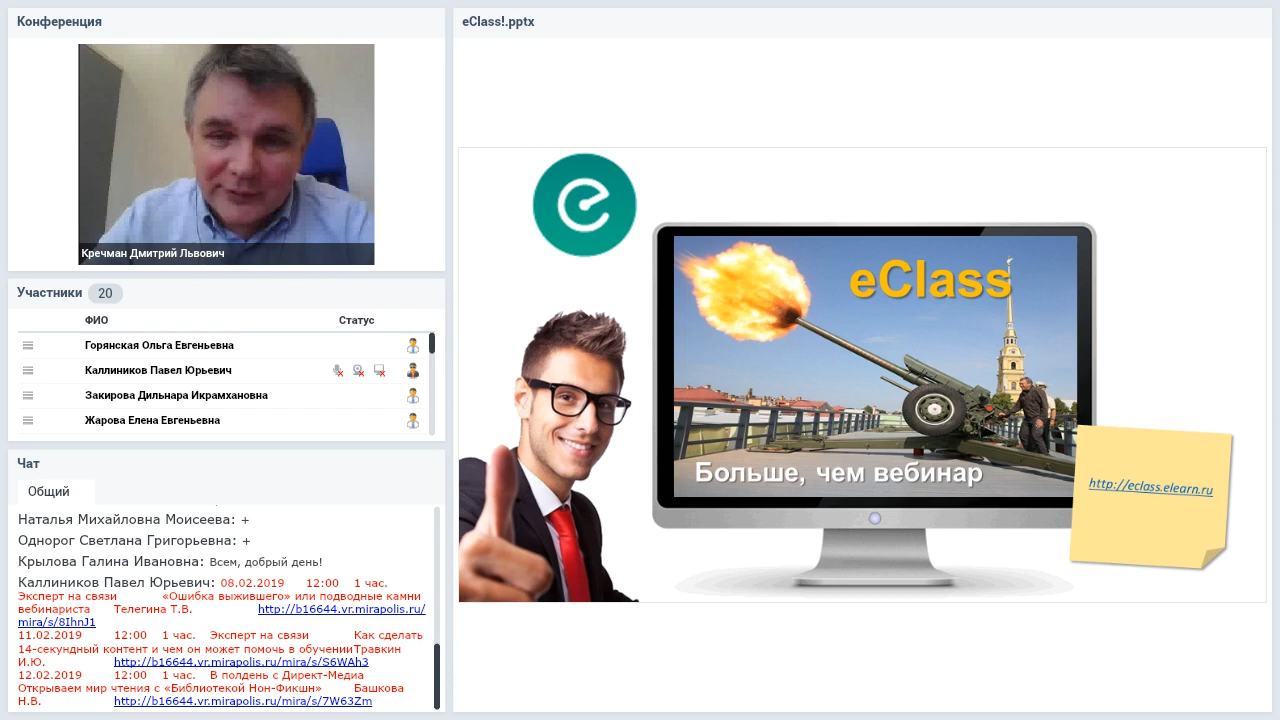 Конференция
Кречман Дмитрий Львович
Участники 20
ФИО Статус
Горянская Ольга Евгеньевна
Каллиников Павел Юрьевич
Закирова Дильнара Икрамхановна
Жарова Елена Евгеньевна
Чат
Общий
Наталья Михайловна Моисеева: +
Однорог Светлана Григорьевна: +
Крылова Галина Ивановна: Всем, добрый день!
Каллиников Павел Юрьевич: 08.02.2019 12:00 1 час.
Эксперт на связи «Ошибка выжившего» или подводные камни
вебинариста Телегина Т.В. http://b16644.vr.mirapolis.ru/
mira/s/8IhnJ1
11.02.2019 12:00 1 час. Эксперт на связи Как сделать
14-секундный контент и чем он может помочь в обучении Травкин
И.Ю. http://b16644.vr.mirapolis.ru/mira/s/S6WAh3
12.02.2019 12:00 1 час. В полдень с Директ-Медиа
Открываем мир чтения с «Библиотекой Нон-Фикшн» Башкова
Н.В. http://b16644.vr.mirapolis.ru/mira/s/7W63Zm
eClass!.pptx
e
eClass
Больше, чем вебинар
http://eclass.elearn.ru